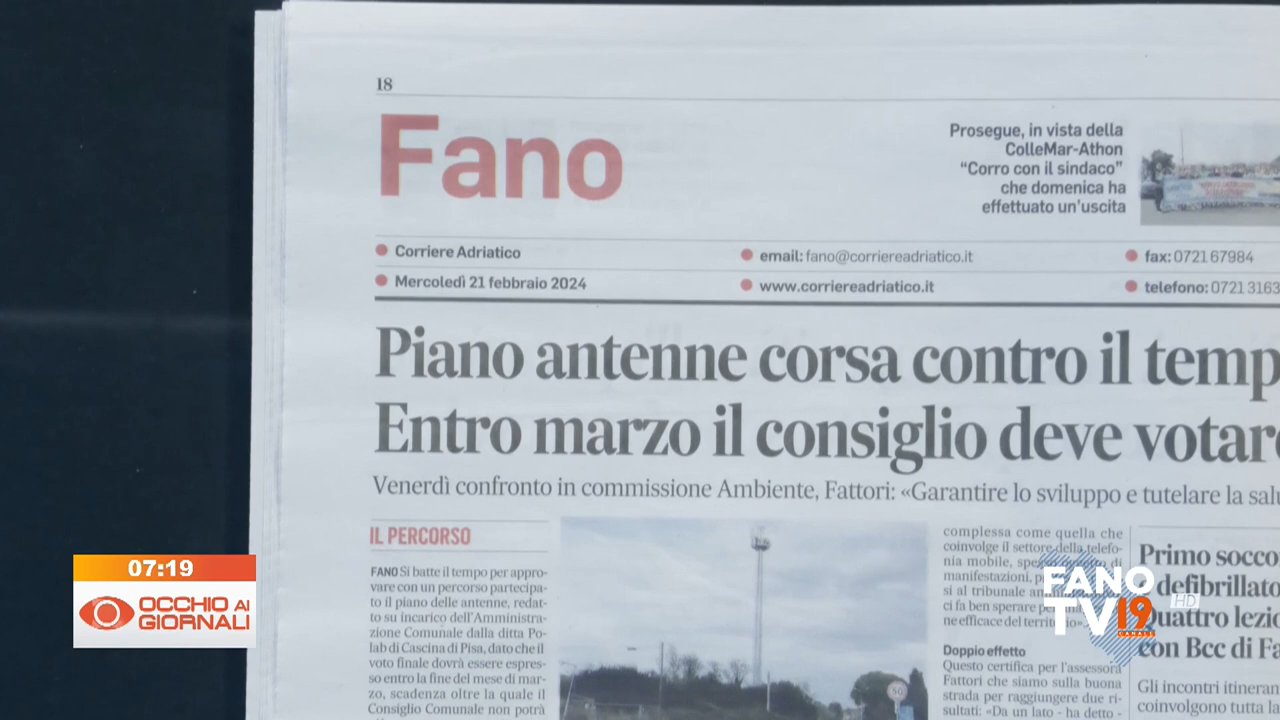 18
Fano
Prosegue, in vista della
ColleMar-Athon
“Corro con il sindaco”
che domenica ha
effettuato un’uscita
Corriere Adriatico
email: fano@corriereadriatico.it
fax: 0721 67984
Mercoledì 21 febbraio 2024
www.corriereadriatico.it
telefono: 0721 3163
Piano antenne corsa contro il temp
Entro marzo il consiglio deve votare
Venerdì confronto in commissione Ambiente, Fattori: «Garantire lo sviluppo e tutelare la salu
IL PERCORSO
FANO Si batte il tempo per appro-
vare con un percorso partecipa-
to il piano delle antenne, redat-
to su incarico dell’Amministra-
zione Comunale dalla ditta Po-
lab di Cascina di Pisa, dato che il
voto finale dovrà essere espres-
so entro la fine del mese di mar-
zo, scadenza oltre la quale il
Consiglio Comunale non potrà
50
complessa come quella che
coinvolge il settore della telefo-
nia mobile, di
manifestazioni,
si al tribunale
ci fa ben sperare
ne efficace del
Doppio effetto
Questo certifica per l’assessora
Fattori che siamo sulla buona
strada per raggiungere due ri-
sultati: «Da un lato - ha detto -
Primo socco
defibrillato
Quattro lezio
con Bcc di Fa
Gli incontri itineran
coinvolgono tutta la
07:19
OCCHIO AI
GIORNALI
FANO
TV 19 HD
CANALE